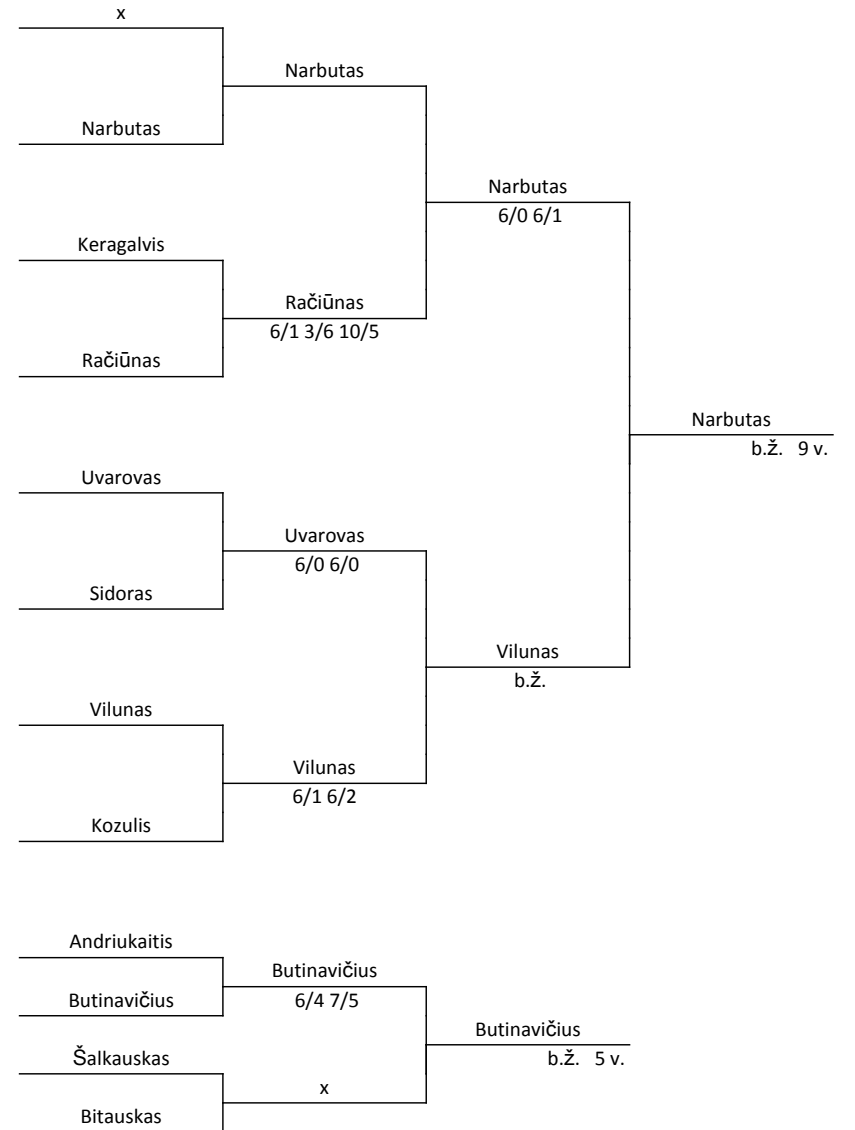 x
Narbutas
Narbutas
Narbutas
6/0 6/1
Keragalvis
Račiūnas
6/1 3/6 10/5
Račiūnas
Narbutas
b.ž. 9 v.
Uvarovas
Uvarovas
6/0 6/0
Sidoras
Vilunas
b.ž.
Vilunas
Vilunas
6/1 6/2
Kozulis
Andriukaitis
Butinavičius
6/4 7/5
Butinavičius
Butinavičius
b.ž. 5 v.
Šalkauskas
x
Bitauskas